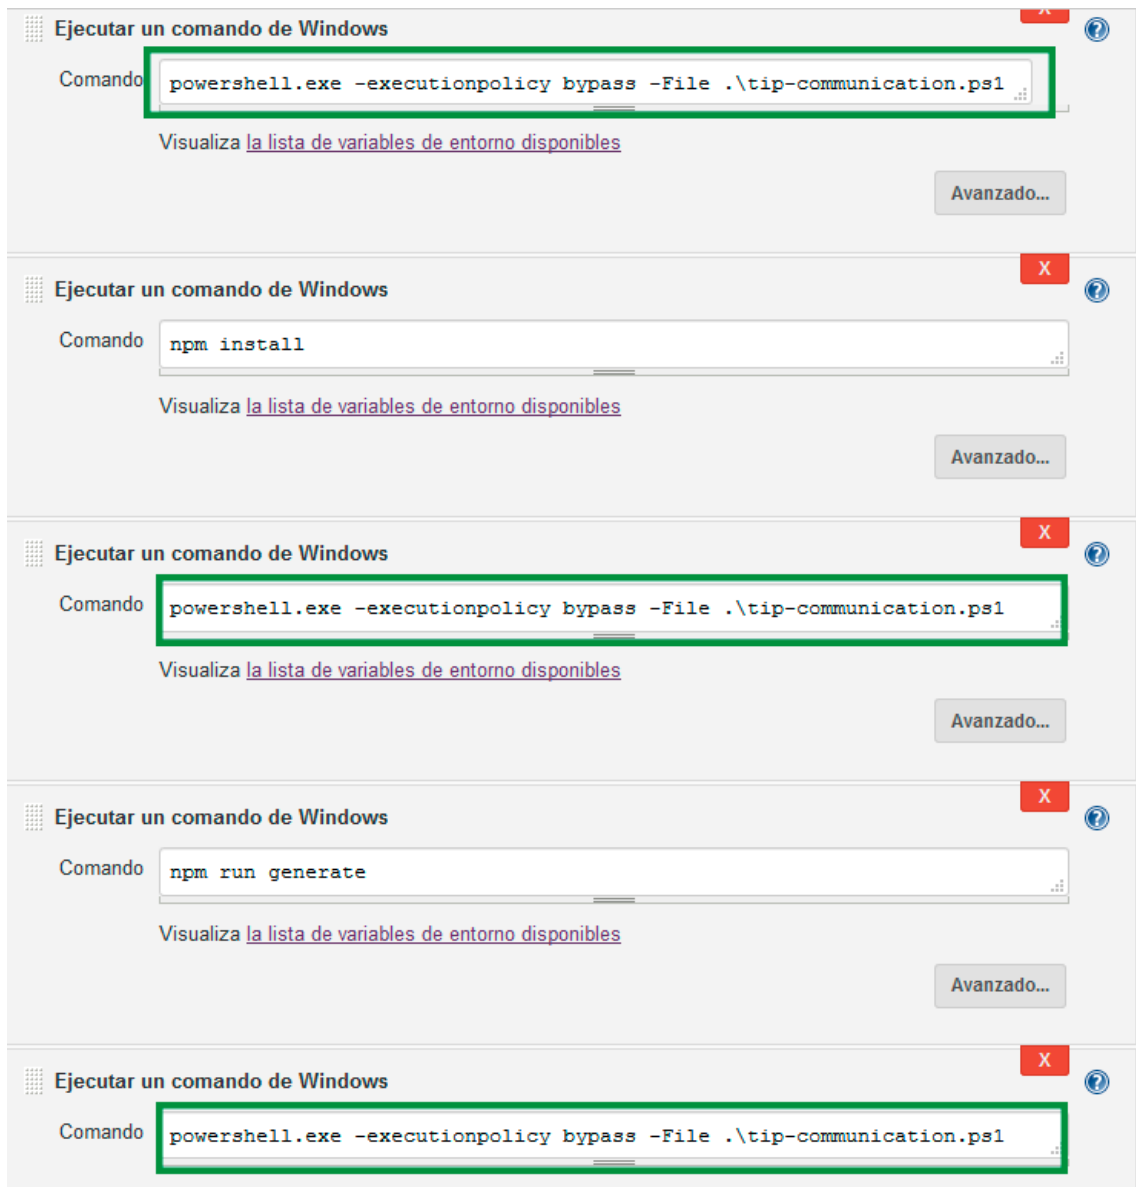 Ejecutar un comando de Windows
Comando powershell.exe -executionpolicy bypass -File .\tip-communication.ps1
Visualiza la lista de variables de entorno disponibles
Avanzado...
X
Ejecutar un comando de Windows
Comando npm install
Visualiza la lista de variables de entorno disponibles
Avanzado...
X
Ejecutar un comando de Windows
Comando powershell.exe -executionpolicy bypass -File .\tip-communication.ps1
Visualiza la lista de variables de entorno disponibles
Avanzado...
X
Ejecutar un comando de Windows
Comando npm run generate
Visualiza la lista de variables de entorno disponibles
Avanzado...
X
Ejecutar un comando de Windows
Comando powershell.exe -executionpolicy bypass -File .\tip-communication.ps1